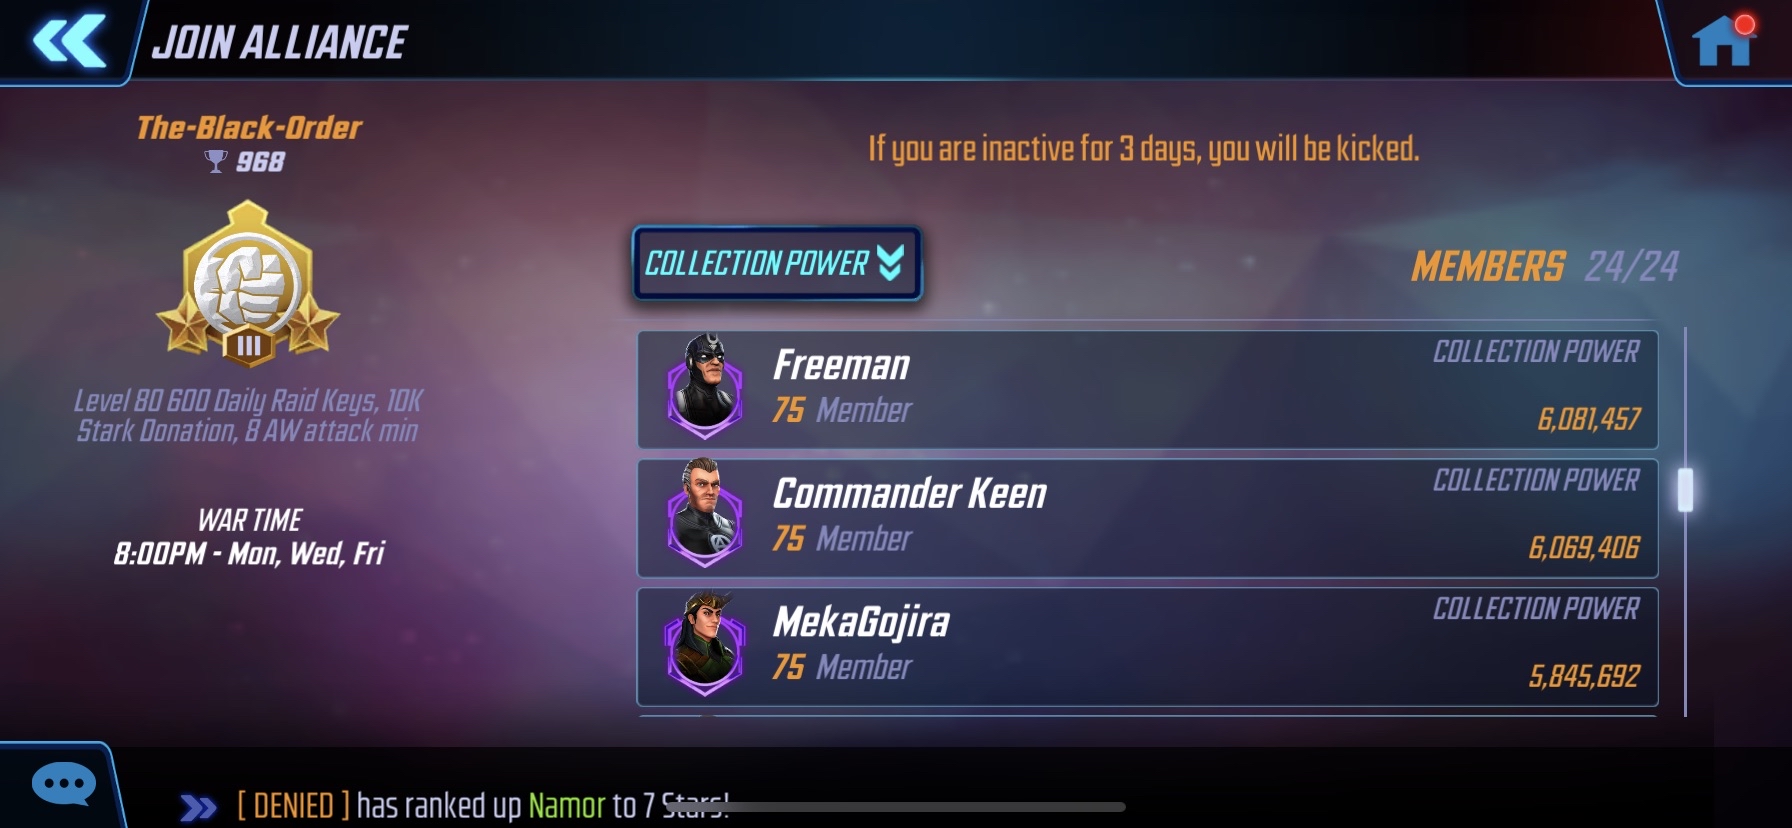 JOIN ALLIANCE
The-Black-Order
968
If you are inactive for 3 days, you will be kicked.
COLLECTION POWER
MEMBERS 24/24
III
Level 80 600 Daily Raid Keys, 10K
Stark Donation, 8 AW attack min
WAR TIME
8:00PM - Mon, Wed, Fri
Freeman
75 Member
COLLECTION POWER
6,081,457
Commander Keen
75 Member
COLLECTION POWER
6,069,406
MekaGojira
75 Member
COLLECTION POWER
5,845,692
[ DENIED ] has ranked up Namor to 7 Stars!